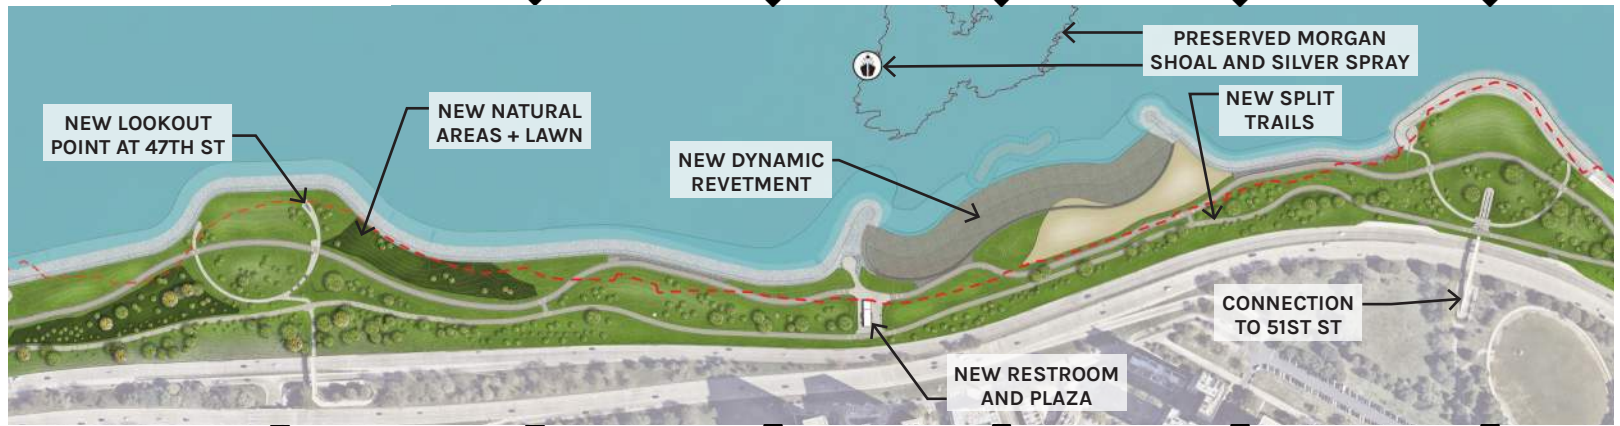 PRESERVED MORGAN
SHOAL AND SILVER SPRAY
NEW LOOKOUT
POINT AT 47TH ST
NEW NATURAL
AREAS + LAWN
NEW SPLIT
TRAILS
NEW DYNAMIC
REVETMENT
CONNECTION
TO 51ST ST
NEW RESTROOM
AND PLAZA